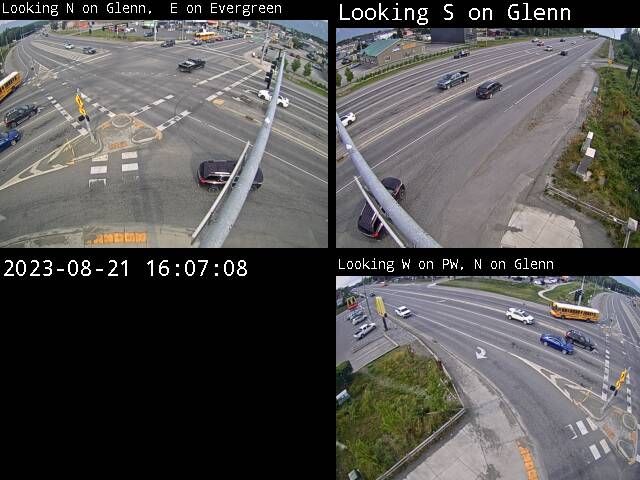 Looking N on Glenn, E on Evergreen
Looking S on Glenn
2023-08-21 16:07:08
Looking W on PW, N on Glenn